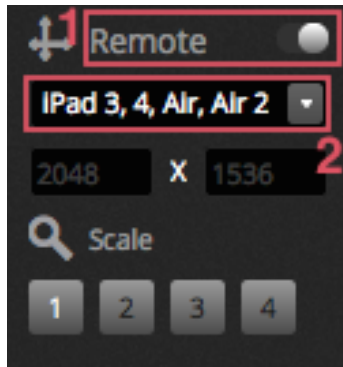 1 Remote
iPad 3, 4, Air, Air 2
2
2048 X 1536
Scale
1 2 3 4